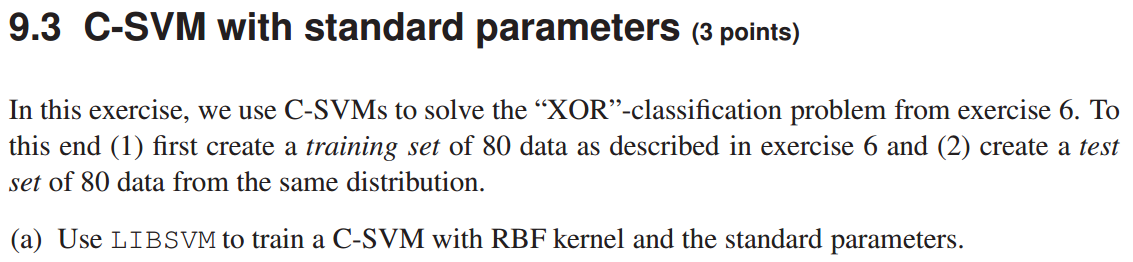 9.3 C-SVM with standard parameters (3 points)
In this exercise, we use C-SVMs to solve the “XOR”-classification problem from exercise 6. To
this end (1) first create a training set of 80 data as described in exercise 6 and (2) create a test
set of 80 data from the same distribution.
(a) Use LIBSVM to train a C-SVM with RBF kernel and the standard parameters.